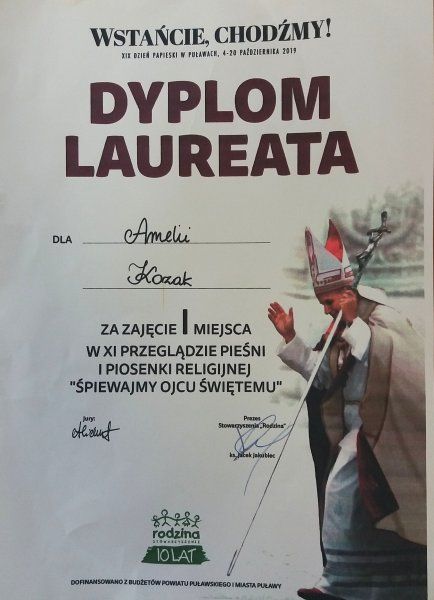 WSTAŃCIE, CHODŹMY!
XIX DZIEŃ PAPIESKI W PUŁAWACH, 4-20 PAŹDZIERNIKA 2019
DYPLOM
LAUREATA
DLA Amelii
Kozak
ZA ZAJĘCIE I MIEJSCA
W XI PRZEGLĄDZIE PIEŚNI
I PIOSENKI RELIGIJNEJ
"ŚPIEWAJMY OJCU ŚWIĘTEMU"
Jury:
Prezes
Stowarzyszenia „Rodzina"
ks. Jacek Jakubiec
rodzina
STOWARZYSZENIE
10 LAT
DOFINANSOWANO Z BUDŻETÓW POWIATU PUŁAWSKIEGO I MIASTA PUŁAWY